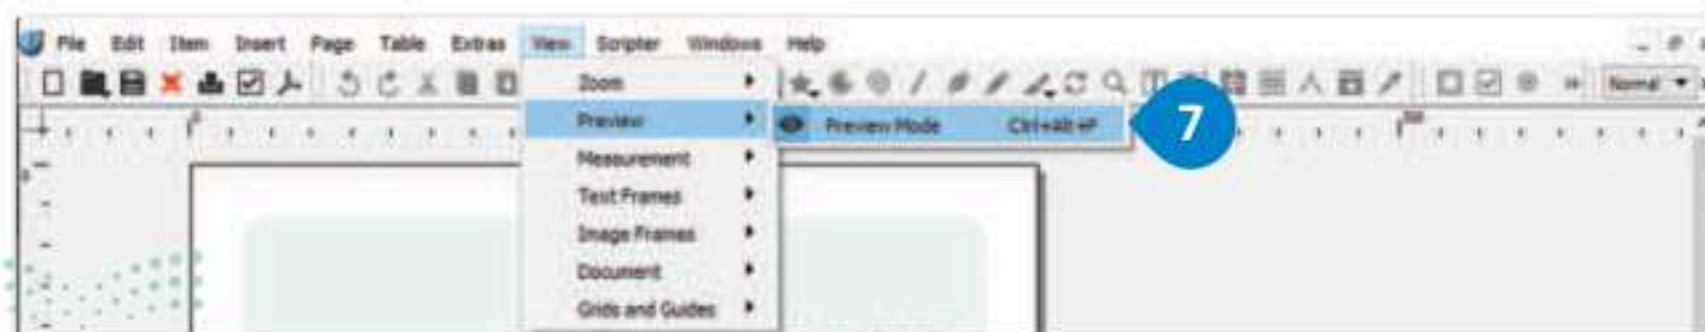 File Edit Item Insert Page Table Extras View Scripter Windows Help
Normal
Zoom
Preview
Preview Mode Ctrl+Alt+P
7
Measurement
Text Frames
Image Frames
Document
Grids and Guides